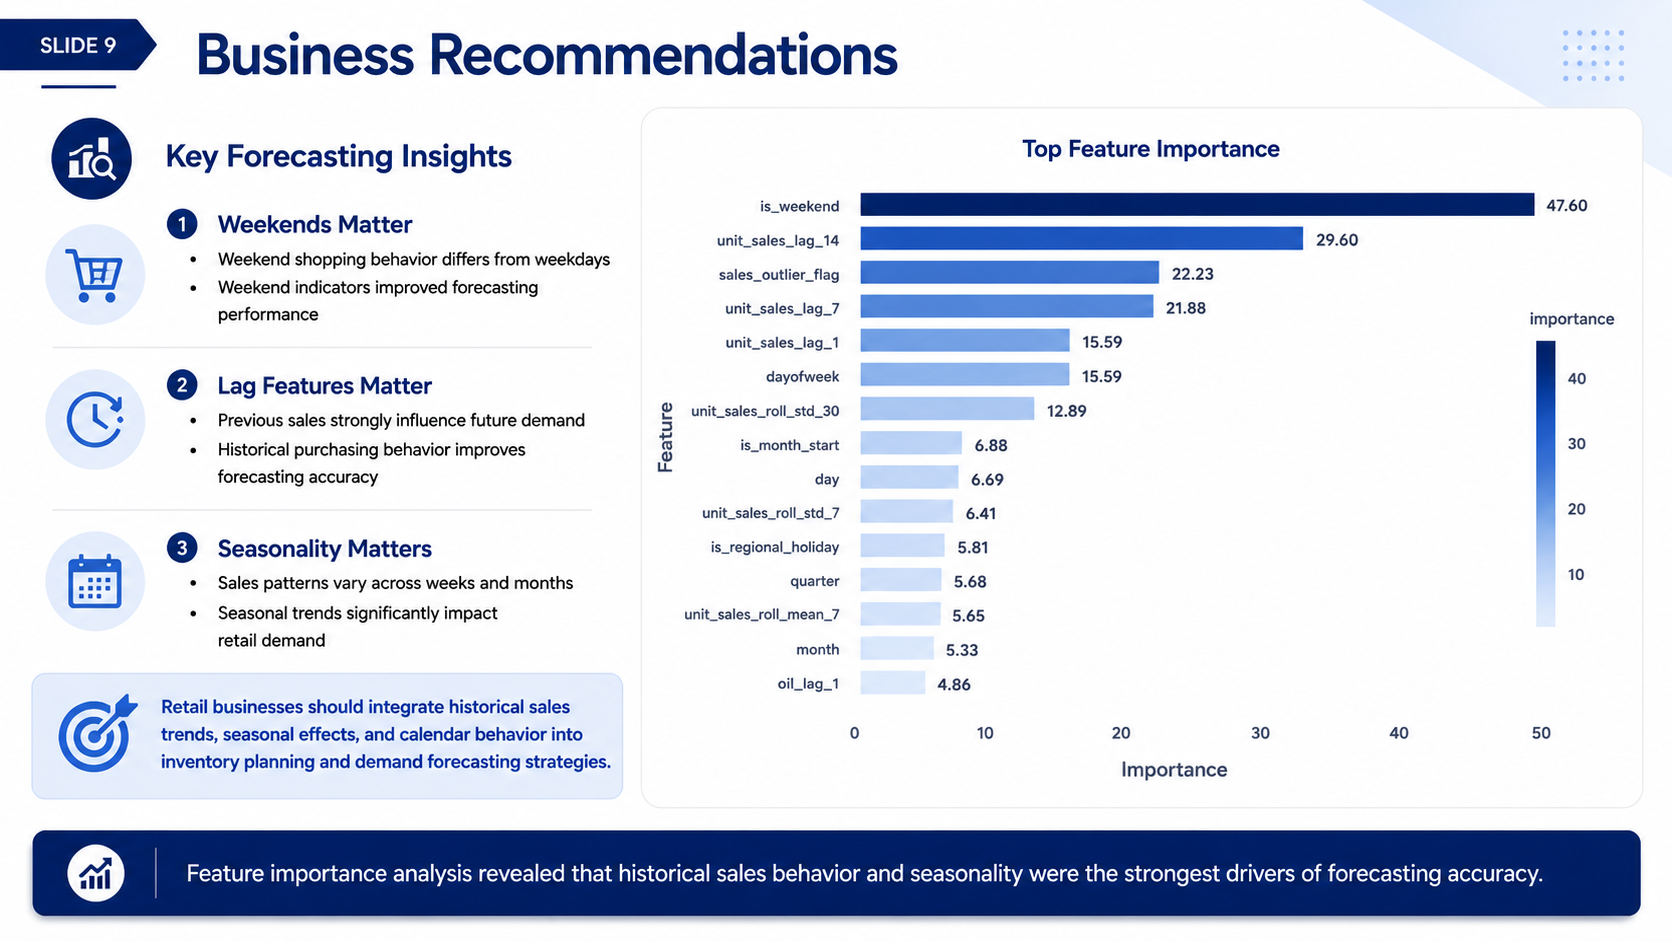 SLIDE 9
Business Recommendations
Key Forecasting Insights
1 Weekends Matter
• Weekend shopping behavior differs from weekdays
• Weekend indicators improved forecasting
performance
2 Lag Features Matter
• Previous sales strongly influence future demand
• Historical purchasing behavior improves
forecasting accuracy
3 Seasonality Matters
• Sales patterns vary across weeks and months
• Seasonal trends significantly impact
retail demand
Retail businesses should integrate historical sales
trends, seasonal effects, and calendar behavior into
inventory planning and demand forecasting strategies.
Top Feature Importance
Feature
is_weekend 47.60
unit_sales_lag_14 29.60
sales_outlier_flag 22.23
unit_sales_lag_7 21.88
unit_sales_lag_1 15.59
dayofweek 15.59
unit_sales_roll_std_30 12.89
is_month_start 6.88
day 6.69
unit_sales_roll_std_7 6.41
is_regional_holiday 5.81
quarter 5.68
unit_sales_roll_mean_7 5.65
month 5.33
oil_lag_1 4.86
0 10 20 30 40 50
Importance
importance
40
30
20
10
Feature importance analysis revealed that historical sales behavior and seasonality were the strongest drivers of forecasting accuracy.